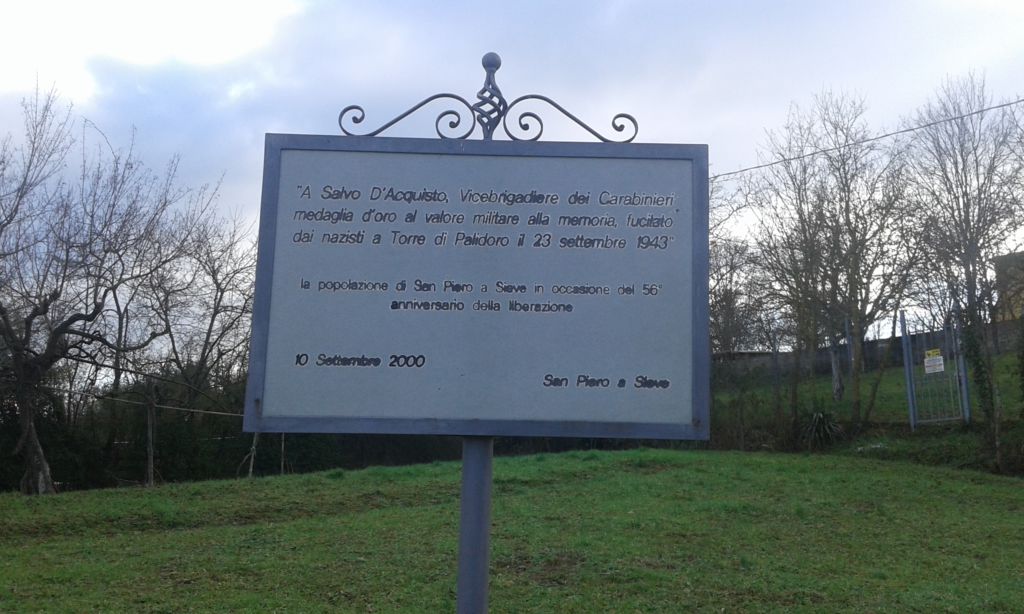 "A Salvo D'Acquisto, Vicebrigadiere dei Carabinieri,
medaglia d'oro al valore militare alla memoria, fucilato
dai nazisti a Torre di Palidoro il 23 settembre 1943"
la popolazione di San Piero a Sieve in occasione del 56°
anniversario della liberazione
10 Settembre 2000
San Piero a Sieve